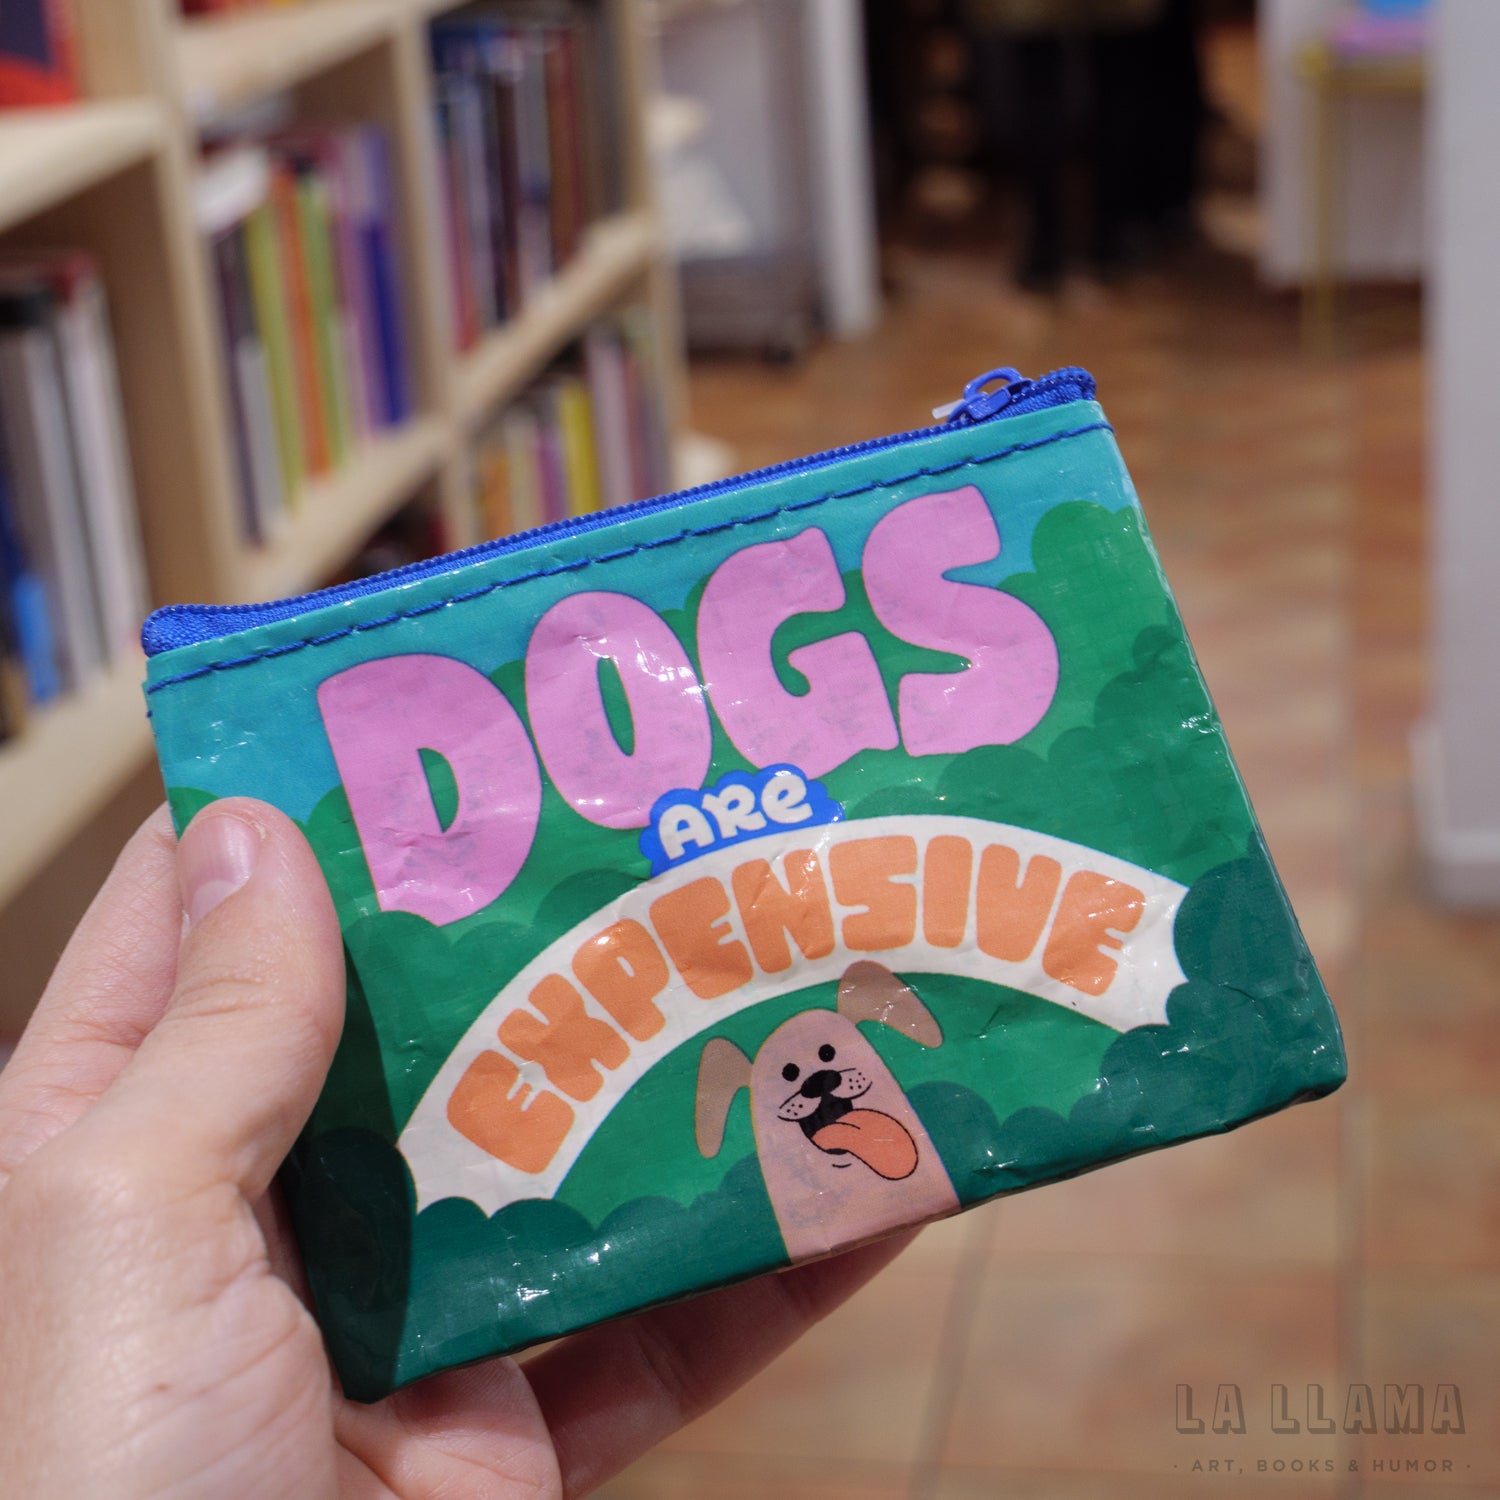 DOGS
ARe
EXPENSIVE
LA LLAMA
· ART, BOOKS & HUMOR ·